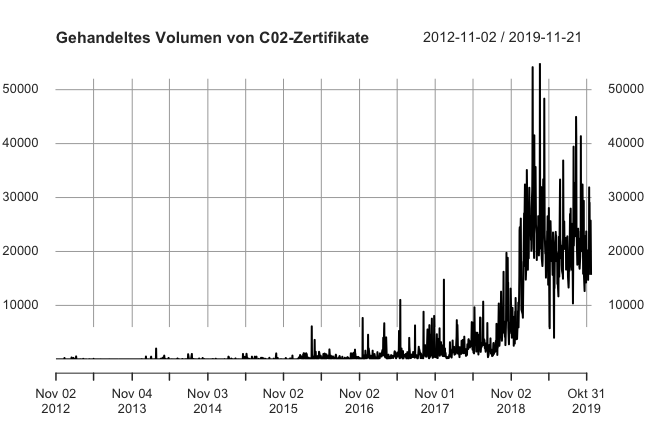 Gehandeltes Volumen von C02-Zertifikate 2012-11-02 / 2019-11-21
50000 50000
40000 40000
30000 30000
20000 20000
10000 10000
Nov 02 Nov 04 Nov 03 Nov 02 Nov 02 Nov 01 Nov 02 Okt 31
2012 2013 2014 2015 2016 2017 2018 2019